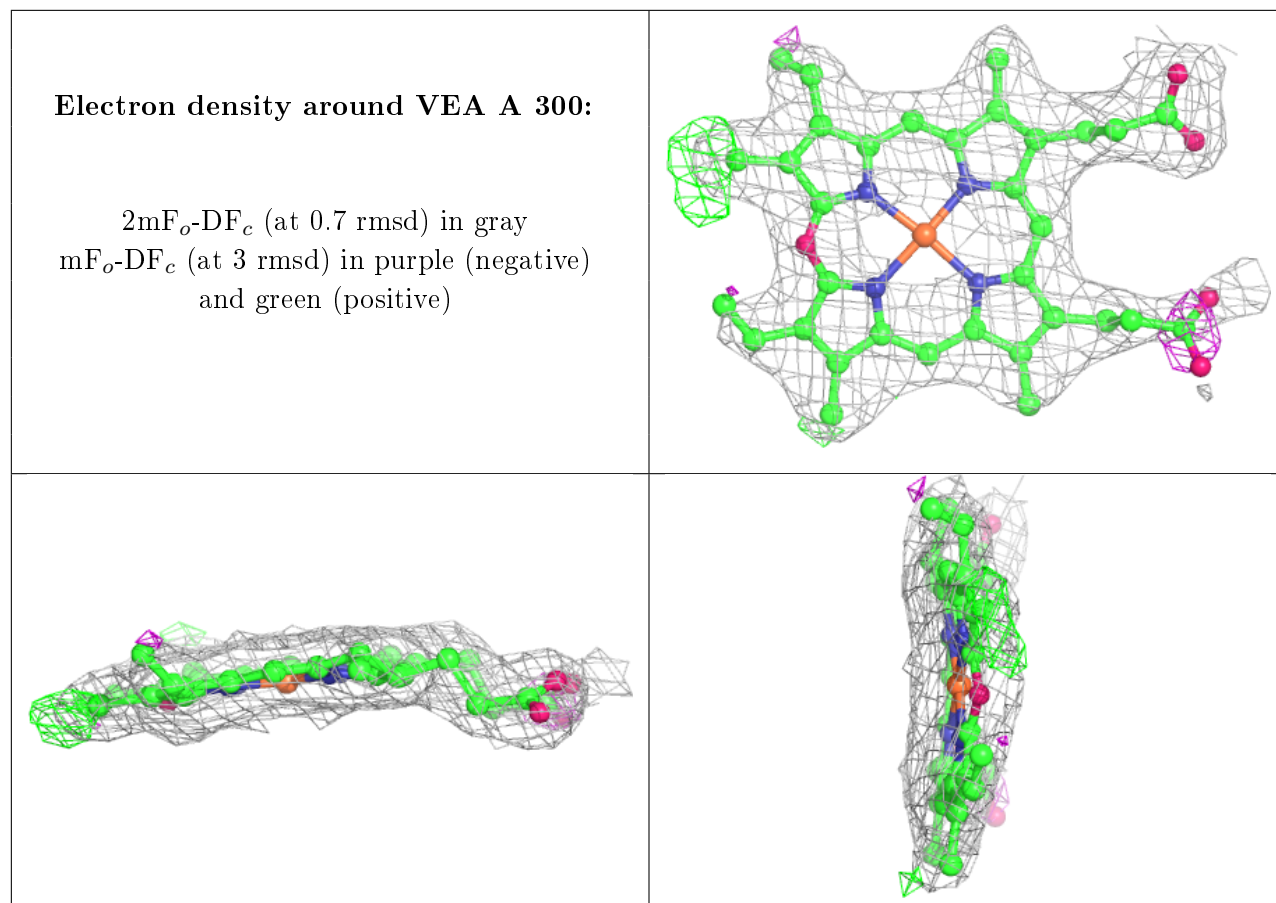 Electron density around VEA A 300:
2mFo-DFc (at 0.7 rmsd) in gray
mFo-DFc (at 3 rmsd) in purple (negative)
and green (positive)